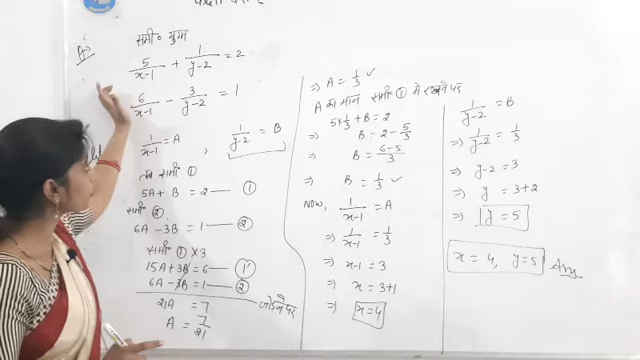 A→
समी० युग्म
5/(x-1) + 1/(y-2) = 2
6/(x-1) - 3/(y-2) = 1
1/(x-1) = A , 1/(y-2) = B
समी० ①
5A + B = 2 — ①
समी० ②
6A - 3B = 1 — ②
समी० ① × 3
15A + 3B = 6 — ①'
6A - 3B = 1 — ②
जोड़ने पर
21A = 7
A = 7/21
⇒ A = 1/3 ✓
A का मान समी० ① में रखने पर
5×1/3 + B = 2
⇒ B = 2 - 5/3
⇒ B = (6-5)/3
⇒ B = 1/3 ✓
NOW, 1/(x-1) = A
⇒ 1/(x-1) = 1/3
⇒ x-1 = 3
⇒ x = 3+1
⇒ x = 4
1/(y-2) = B
⇒ 1/(y-2) = 1/3
⇒ y-2 = 3
⇒ y = 3+2
⇒ y = 5
x = 4, y = 5 Ans